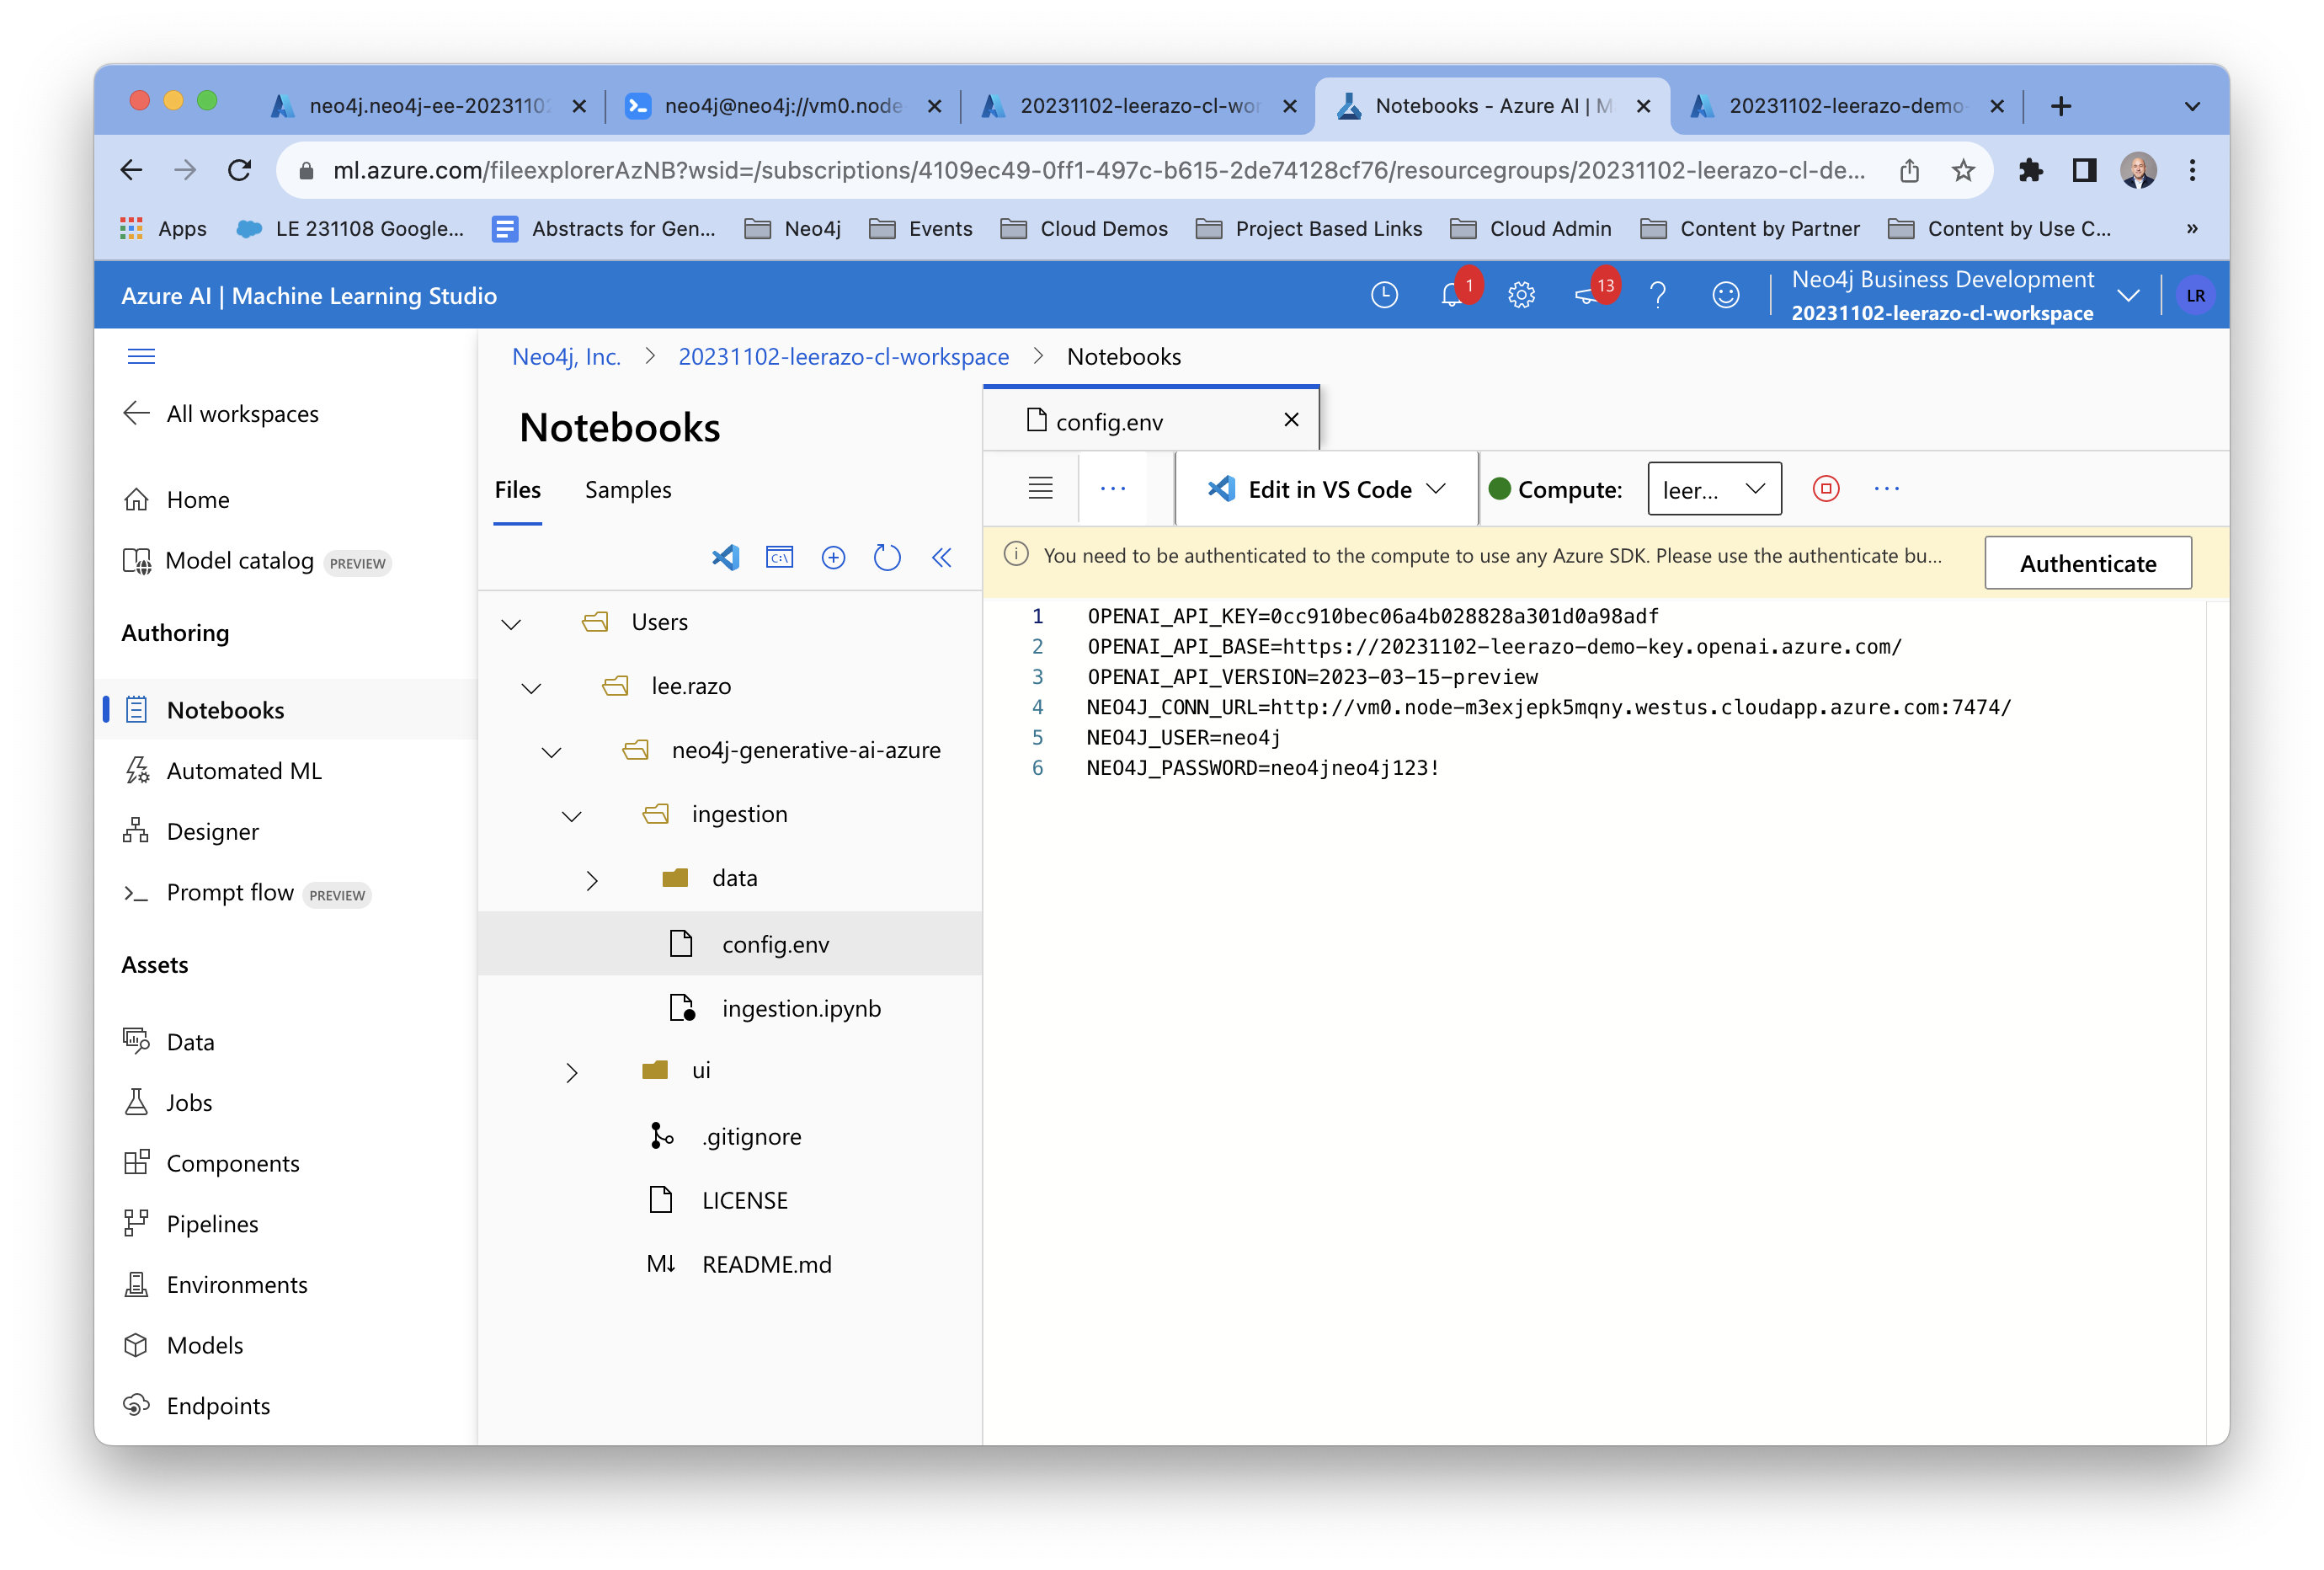 neo4j.neo4j-ee-2023110
neo4j@neo4j://vm0.node
20231102-leerazo-cl-wor
Notebooks - Azure AI | M
20231102-leerazo-demo
ml.azure.com/fileexplorerAzNB?wsid=/subscriptions/4109ec49-0ff1-497c-b615-2de74128cf76/resourcegroups/20231102-leerazo-cl-de...
Apps
LE 231108 Google...
Abstracts for Gen...
Neo4j
Events
Cloud Demos
Project Based Links
Cloud Admin
Content by Partner
Content by Use C...
»
Azure AI | Machine Learning Studio
1
13
Neo4j Business Development
20231102-leerazo-cl-workspace
LR
All workspaces
Home
Model catalog PREVIEW
Authoring
Notebooks
Automated ML
Designer
Prompt flow PREVIEW
Assets
Data
Jobs
Components
Pipelines
Environments
Models
Endpoints
Neo4j, Inc. > 20231102-leerazo-cl-workspace > Notebooks
Notebooks
Files
Samples
Users
lee.razo
neo4j-generative-ai-azure
ingestion
data
config.env
ingestion.ipynb
ui
.gitignore
LICENSE
README.md
config.env
Edit in VS Code
Compute:
leer...
You need to be authenticated to the compute to use any Azure SDK. Please use the authenticate bu...
Authenticate
1 OPENAI_API_KEY=0cc910bec06a4b028828a301d0a98adf
2 OPENAI_API_BASE=https://20231102-leerazo-demo-key.openai.azure.com/
3 OPENAI_API_VERSION=2023-03-15-preview
4 NEO4J_CONN_URL=http://vm0.node-m3exjepk5mqny.westus.cloudapp.azure.com:7474/
5 NEO4J_USER=neo4j
6 NEO4J_PASSWORD=neo4jneo4j123!